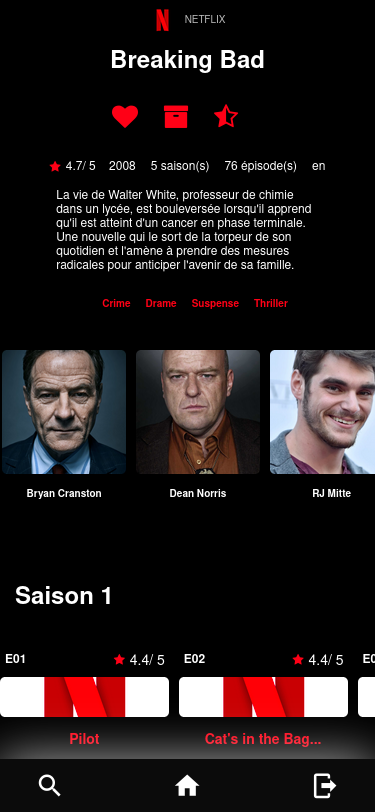 NETFLIX
Breaking Bad
4.7/ 5 2008 5 saison(s) 76 épisode(s) en
La vie de Walter White, professeur de chimie
dans un lycée, est bouleversée lorsqu'il apprend
qu'il est atteint d'un cancer en phase terminale.
Une nouvelle qui le sort de la torpeur de son
quotidien et l'amène à prendre des mesures
radicales pour anticiper l'avenir de sa famille.
Crime Drame Suspense Thriller
Bryan Cranston Dean Norris RJ Mitte
Saison 1
E01 4.4/ 5 E02 4.4/ 5 E0
Pilot Cat's in the Bag...